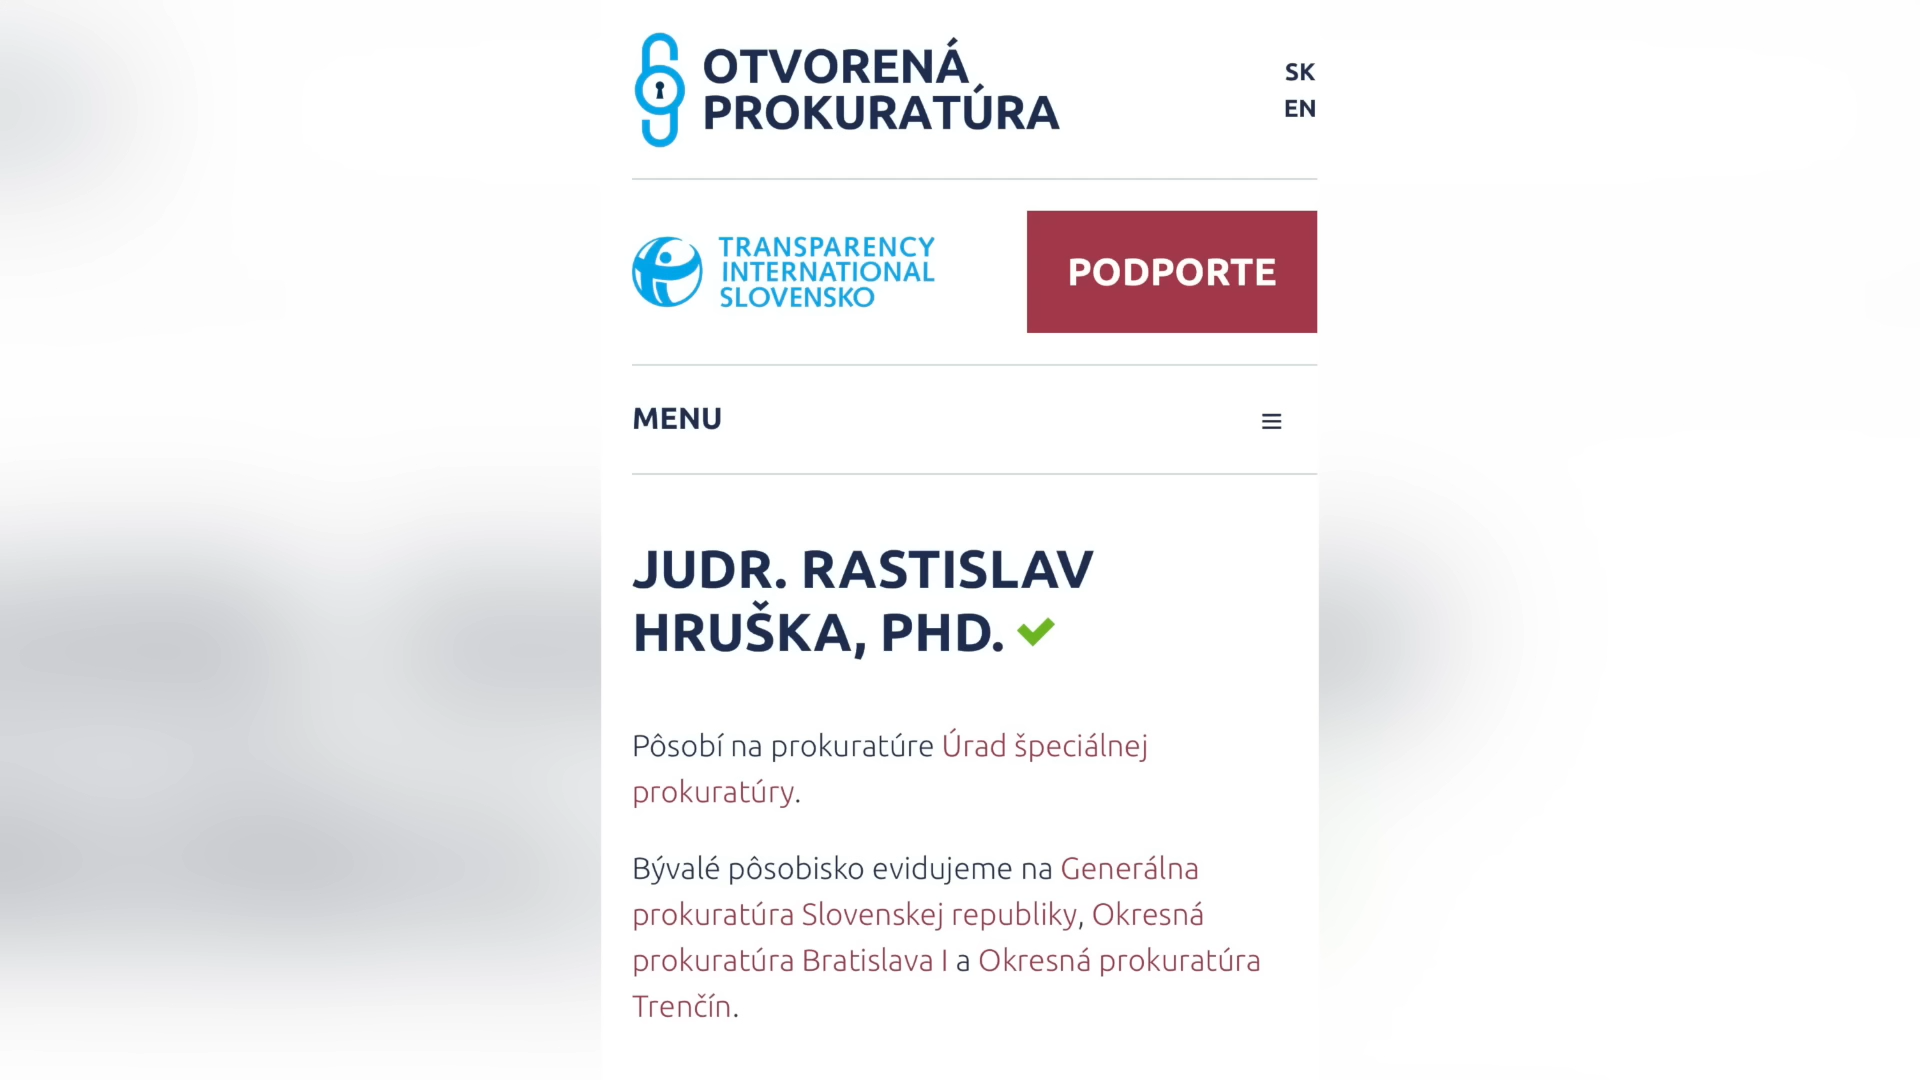 OTVORENÁ
PROKURATÚRA
SK
EN
TRANSPARENCY
INTERNATIONAL
SLOVENSKO
PODPORTE
MENU
JUDR. RASTISLAV
HRUŠKA, PHD.
Pôsobí na prokuratúre Úrad špeciálnej
prokuratúry.
Bývalé pôsobisko evidujeme na Generálna
prokuratúra Slovenskej republiky, Okresná
prokuratúra Bratislava I a Okresná prokuratúra
Trenčín.